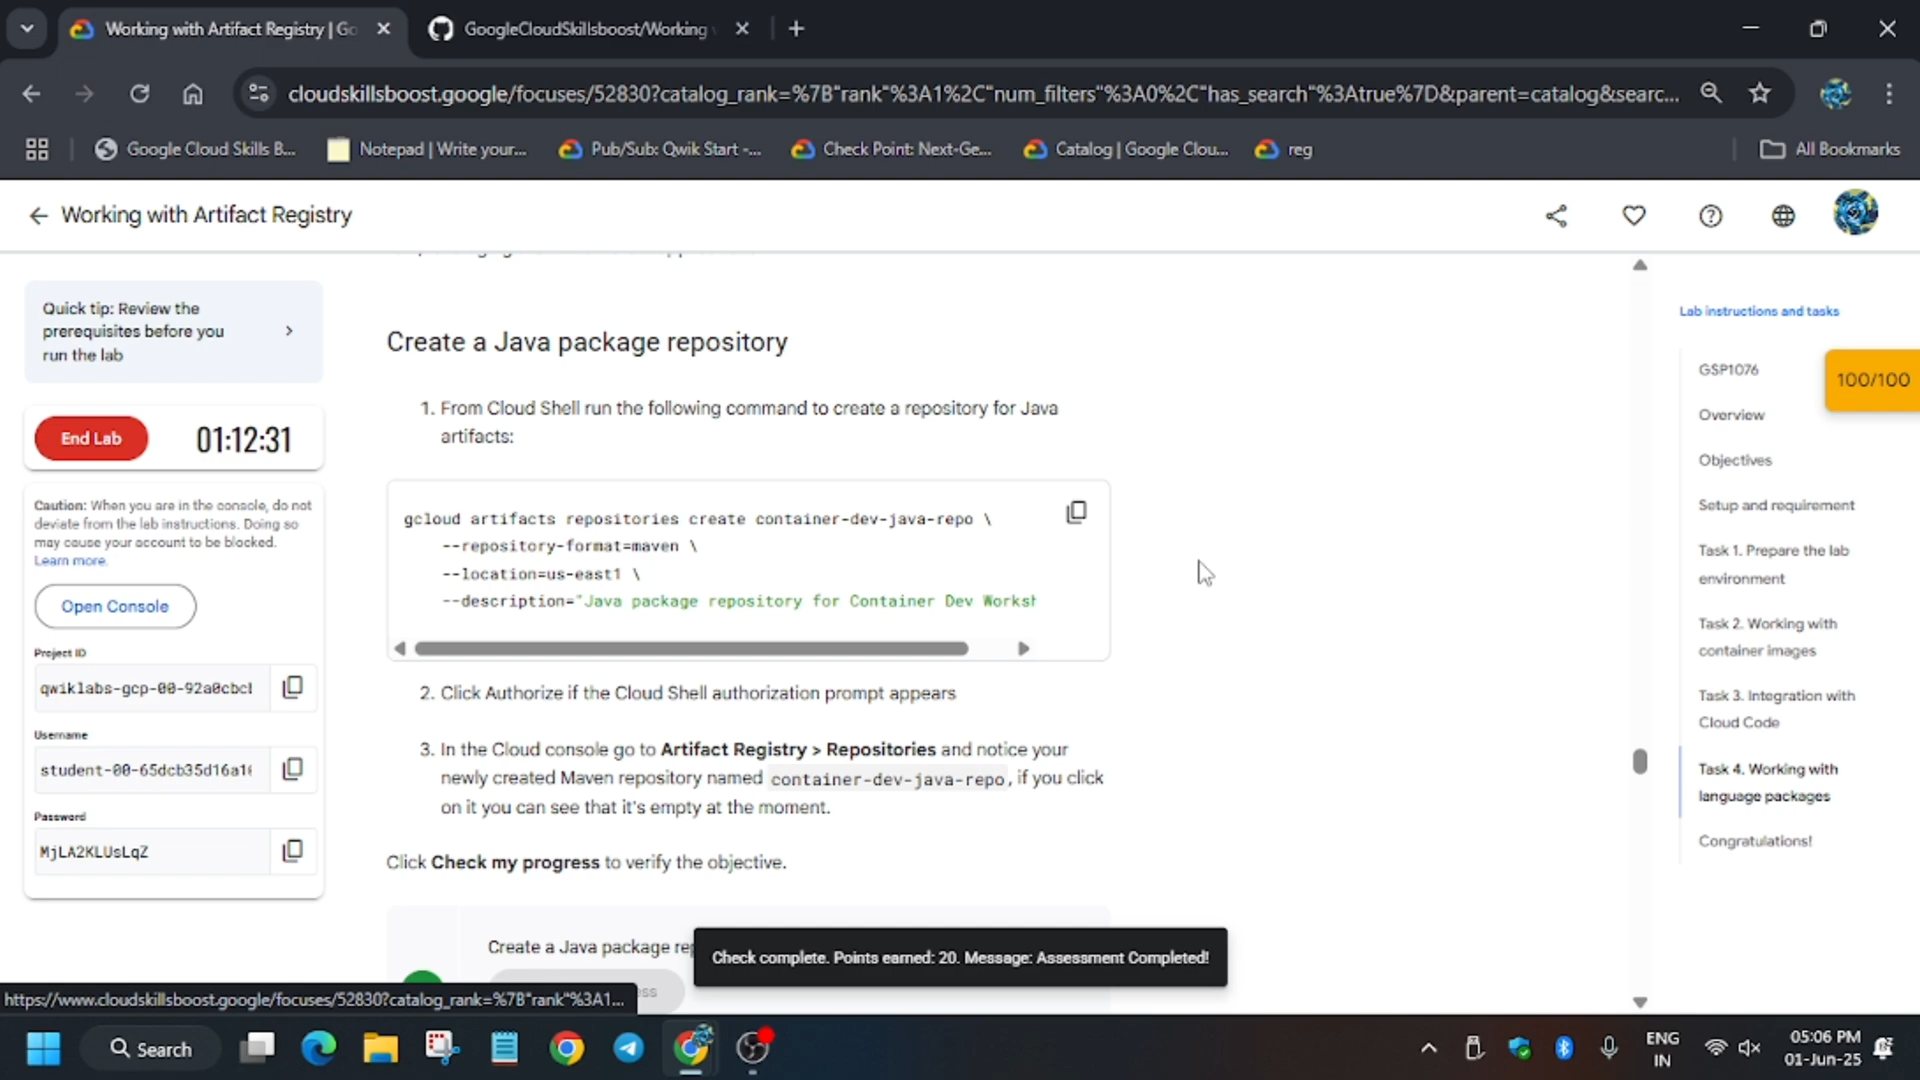 Working with Artifact Registry | Go
GoogleCloudSkillsboost/Working
cloudskillsboost.google/focuses/52830?catalog_rank=%7B"rank"%3A1%2C"num_filters"%3A0%2C"has_search"%3Atrue%7D&parent=catalog&searc...
Google Cloud Skills B...
Notepad | Write your...
Pub/Sub: Qwik Start -...
Check Point: Next-Ge...
Catalog | Google Clou...
reg
All Bookmarks
Working with Artifact Registry
Quick tip: Review the
prerequisites before you
run the lab
End Lab
01:12:31
Caution: When you are in the console, do not
deviate from the lab instructions. Doing so
may cause your account to be blocked.
Learn more.
Open Console
Project ID
qwiklabs-gcp-00-92a0cbc
Username
student-00-65dcb35d16a1
Password
MjLA2KLUsLqZ
Create a Java package repository
1. From Cloud Shell run the following command to create a repository for Java
artifacts:
gcloud artifacts repositories create container-dev-java-repo \
--repository-format=maven \
--location=us-east1 \
--description="Java package repository for Container Dev Worksh
2. Click Authorize if the Cloud Shell authorization prompt appears
3. In the Cloud console go to Artifact Registry > Repositories and notice your
newly created Maven repository named container-dev-java-repo, if you click
on it you can see that it's empty at the moment.
Click Check my progress to verify the objective.
Create a Java package rep
Check complete. Points earned: 20. Message: Assessment Completed!
ss
Lab instructions and tasks
GSP1076
100/100
Overview
Objectives
Setup and requirement
Task 1. Prepare the lab
environment
Task 2. Working with
container images
Task 3. Integration with
Cloud Code
Task 4. Working with
language packages
Congratulations!
https://www.cloudskillsboost.google/focuses/52830?catalog_rank=%7B"rank"%3A1...
Search
ENG
IN
05:06 PM
01-Jun-25